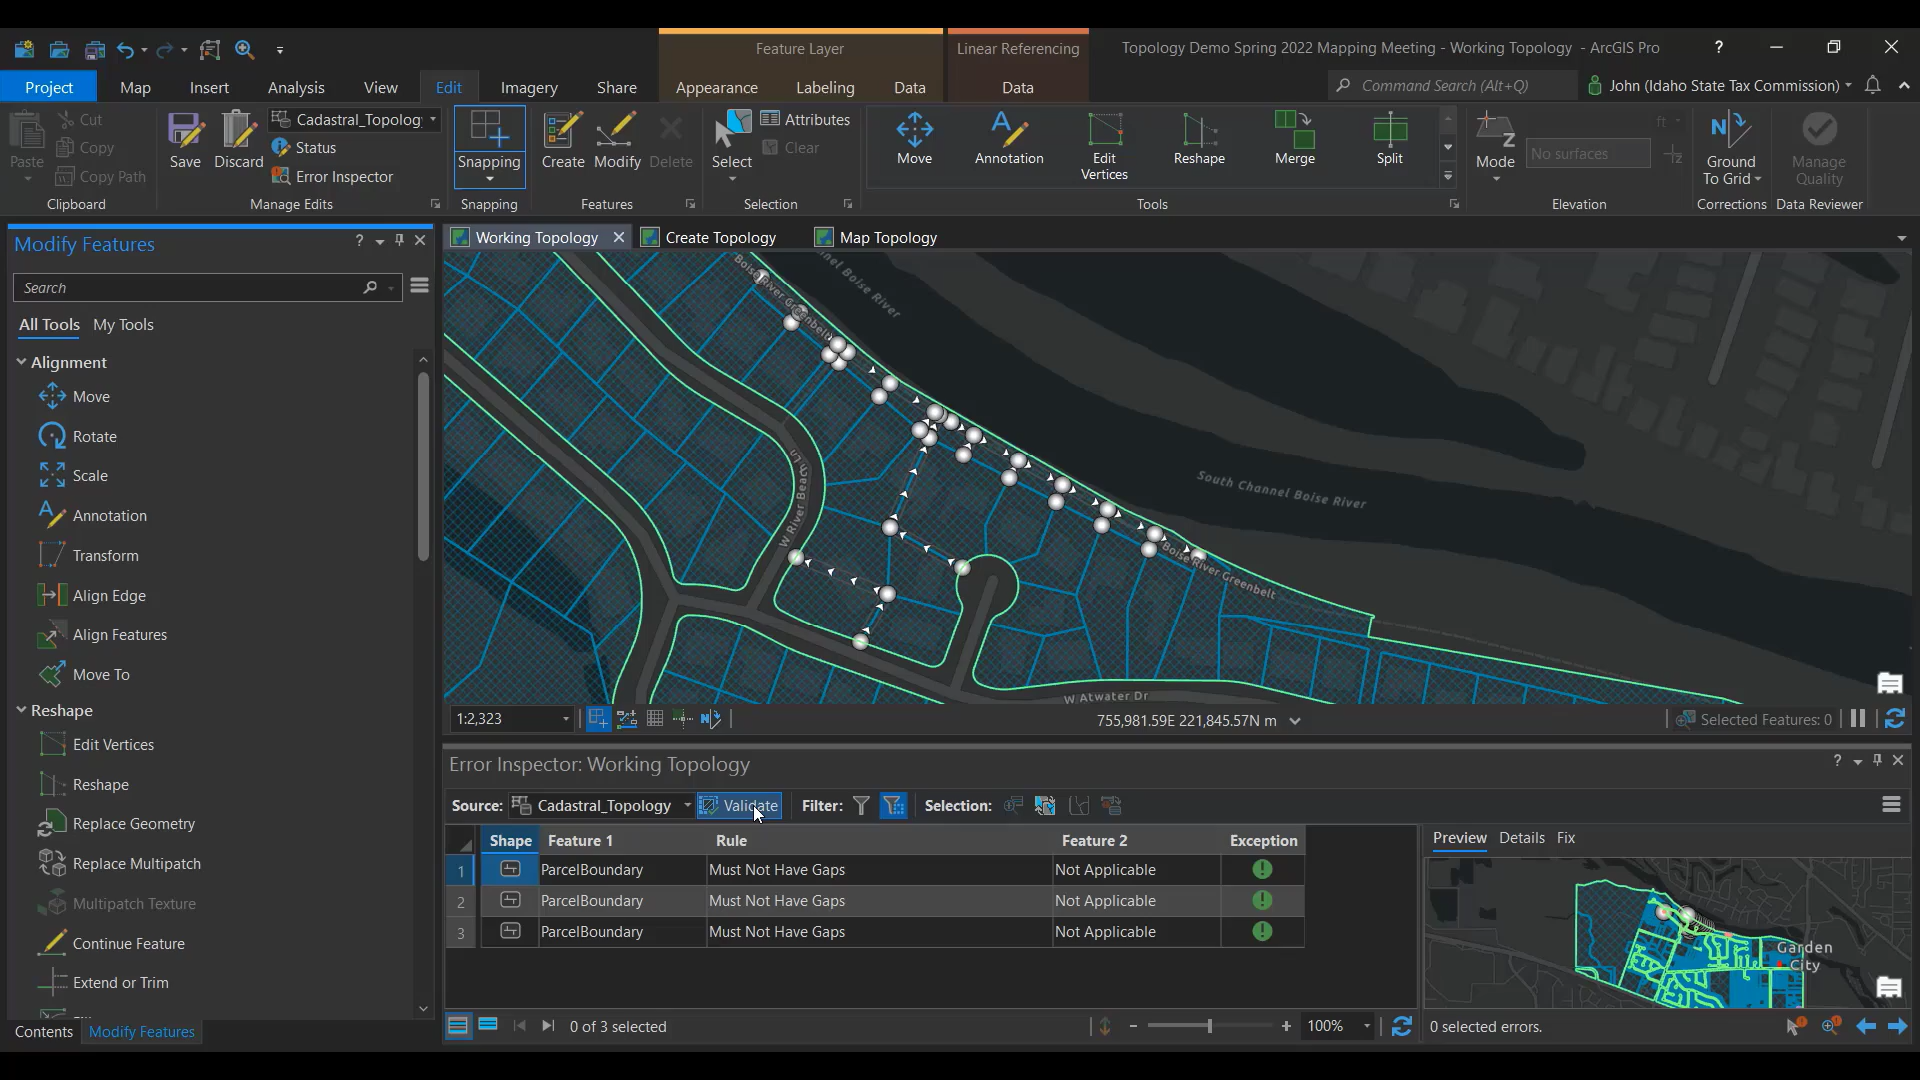 Feature Layer
Linear Referencing
Topology Demo Spring 2022 Mapping Meeting - Working Topology - ArcGIS Pro
?
Project
Map
Insert
Analysis
View
Edit
Imagery
Share
Appearance
Labeling
Data
Data
Command Search (Alt+Q)
John (Idaho State Tax Commission)
Paste
Cut
Copy
Copy Path
Clipboard
Save
Discard
Cadastral_Topolog
Status
Error Inspector
Manage Edits
Snapping
Snapping
Create
Modify
Delete
Features
Select
Attributes
Clear
Selection
Move
Annotation
Edit
Vertices
Reshape
Merge
Split
Tools
Mode
ft
No surfaces
Elevation
Ground
To Grid
Corrections
Manage
Quality
Data Reviewer
Modify Features
?
Search
All Tools
My Tools
Alignment
Move
Rotate
Scale
Annotation
Transform
Align Edge
Align Features
Move To
Reshape
Edit Vertices
Reshape
Replace Geometry
Replace Multipatch
Multipatch Texture
Continue Feature
Extend or Trim
Contents
Modify Features
Working Topology
Create Topology
Map Topology
Boise River Greenbelt
nnel Boise River
South Channel Boise River
W River Beach Ln
Boise River Greenbelt
W Atwater Dr
1:2,323
755,981.59E 221,845.57N m
Selected Features: 0
Error Inspector: Working Topology
?
Source:
Cadastral_Topology
Validate
Filter:
Selection:
Shape Feature 1 Rule Feature 2 Exception
1 ParcelBoundary Must Not Have Gaps Not Applicable
2 ParcelBoundary Must Not Have Gaps Not Applicable
3 ParcelBoundary Must Not Have Gaps Not Applicable
Preview
Details
Fix
Garden
City
0 of 3 selected
100%
0 selected errors.